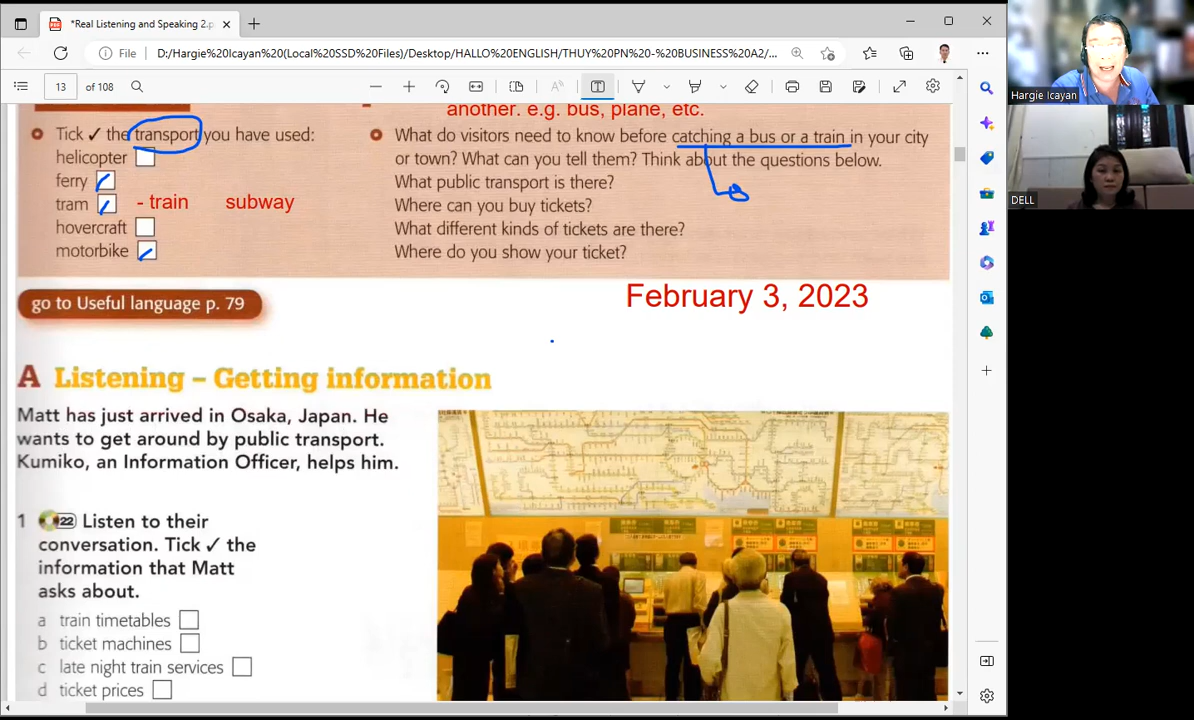 *Real Listening and Speaking 2.p
File
D:/Hargie%20Icayan%20(Local%20SSD%20Files)/Desktop/HALLO%20ENGLISH/THUY%20PN%20-%20BUSINESS%20A2/...
13
of 108
another. e.g. bus, plane, etc.
Tick ✓ the transport you have used:
helicopter
ferry
tram
- train
subway
hovercraft
motorbike
What do visitors need to know before catching a bus or a train in your city
or town? What can you tell them? Think about the questions below.
What public transport is there?
Where can you buy tickets?
What different kinds of tickets are there?
Where do you show your ticket?
go to Useful language p. 79
February 3, 2023
A Listening – Getting information
Matt has just arrived in Osaka, Japan. He
wants to get around by public transport.
Kumiko, an Information Officer, helps him.
1 22 Listen to their
conversation. Tick ✓ the
information that Matt
asks about.
a train timetables
b ticket machines
c late night train services
d ticket prices
Hargie Icayan
DELL